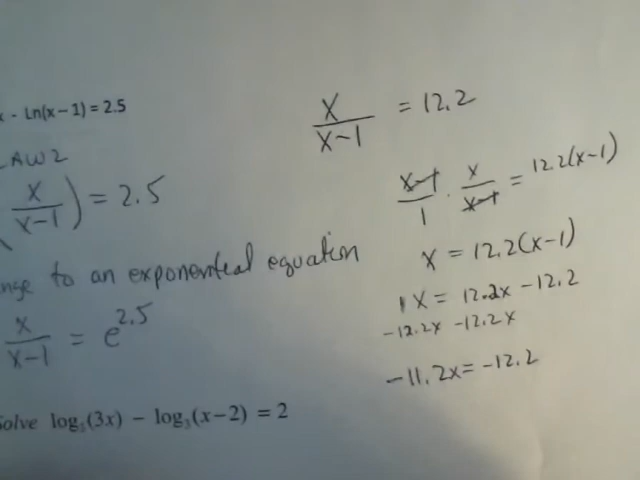 x - Ln(x – 1) = 2.5
LAW 2
x/(x-1)) = 2.5
to an exponential equation
x/(x-1) = e^2.5
Solve log₃(3x) – log₃(x–2) = 2
x/(x-1) = 12.2
(x-1)/1 · x/(x-1) = 12.2(x-1)
x = 12.2(x-1)
1x = 12.2x - 12.2
-12.2x -12.2x
-11.2x = -12.2